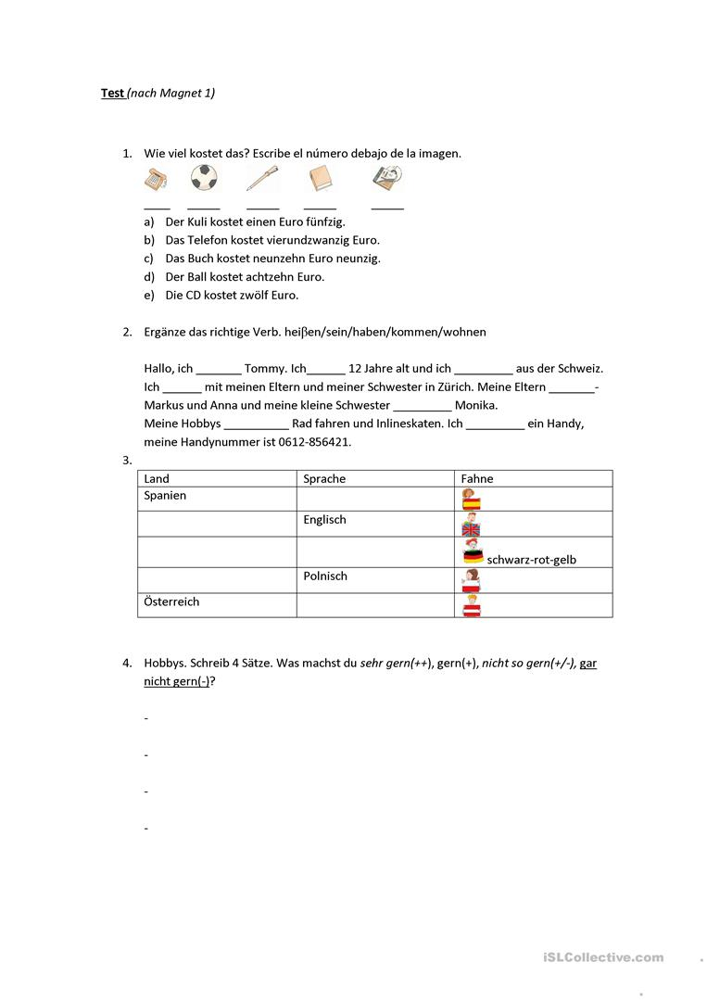 Test (nach Magnet 1)
1. Wie viel kostet das? Escribe el número debajo de la imagen.
____ _____ _____ _____ _____
a) Der Kuli kostet einen Euro fünfzig.
b) Das Telefon kostet vierundzwanzig Euro.
c) Das Buch kostet neunzehn Euro neunzig.
d) Der Ball kostet achtzehn Euro.
e) Die CD kostet zwölf Euro.
2. Ergänze das richtige Verb. heiβen/sein/haben/kommen/wohnen
Hallo, ich _______ Tommy. Ich______ 12 Jahre alt und ich _________ aus der Schweiz.
Ich ______ mit meinen Eltern und meiner Schwester in Zürich. Meine Eltern _______-
Markus und Anna und meine kleine Schwester _________ Monika.
Meine Hobbys __________ Rad fahren und Inlineskaten. Ich _________ ein Handy,
meine Handynummer ist 0612-856421.
3.
Land Sprache Fahne
Spanien
Englisch
schwarz-rot-gelb
Polnisch
Österreich
4. Hobbys. Schreib 4 Sätze. Was machst du sehr gern(++), gern(+), nicht so gern(+/-), gar
nicht gern(-)?
-
-
-
-
iSLCollective.com